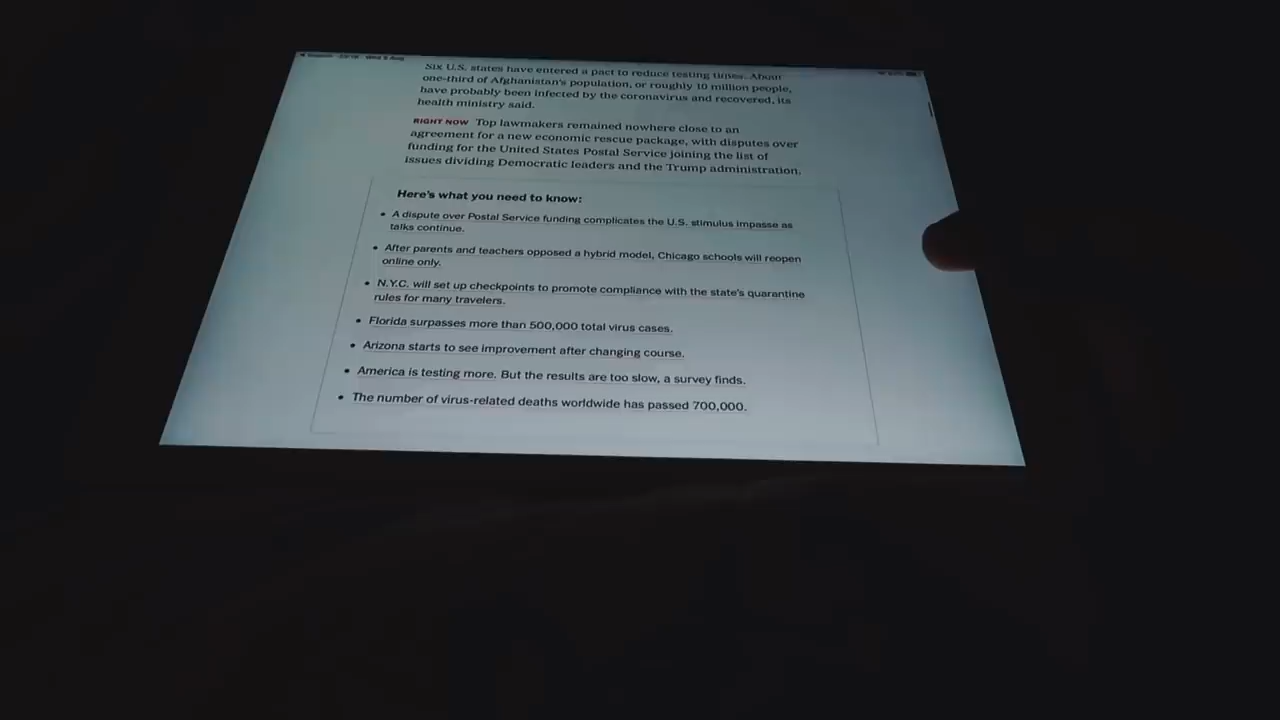 Six U.S. states have entered a pact to reduce testing times. About
one-third of Afghanistan's population, or roughly 10 million people,
have probably been infected by the coronavirus and recovered, its
health ministry said.
RIGHT NOW Top lawmakers remained nowhere close to an
agreement for a new economic rescue package, with disputes over
funding for the United States Postal Service joining the list of
issues dividing Democratic leaders and the Trump administration.
Here's what you need to know:
• A dispute over Postal Service funding complicates the U.S. stimulus impasse as
talks continue.
• After parents and teachers opposed a hybrid model, Chicago schools will reopen
online only.
• N.Y.C. will set up checkpoints to promote compliance with the state's quarantine
rules for many travelers.
• Florida surpasses more than 500,000 total virus cases.
• Arizona starts to see improvement after changing course.
• America is testing more. But the results are too slow, a survey finds.
• The number of virus-related deaths worldwide has passed 700,000.